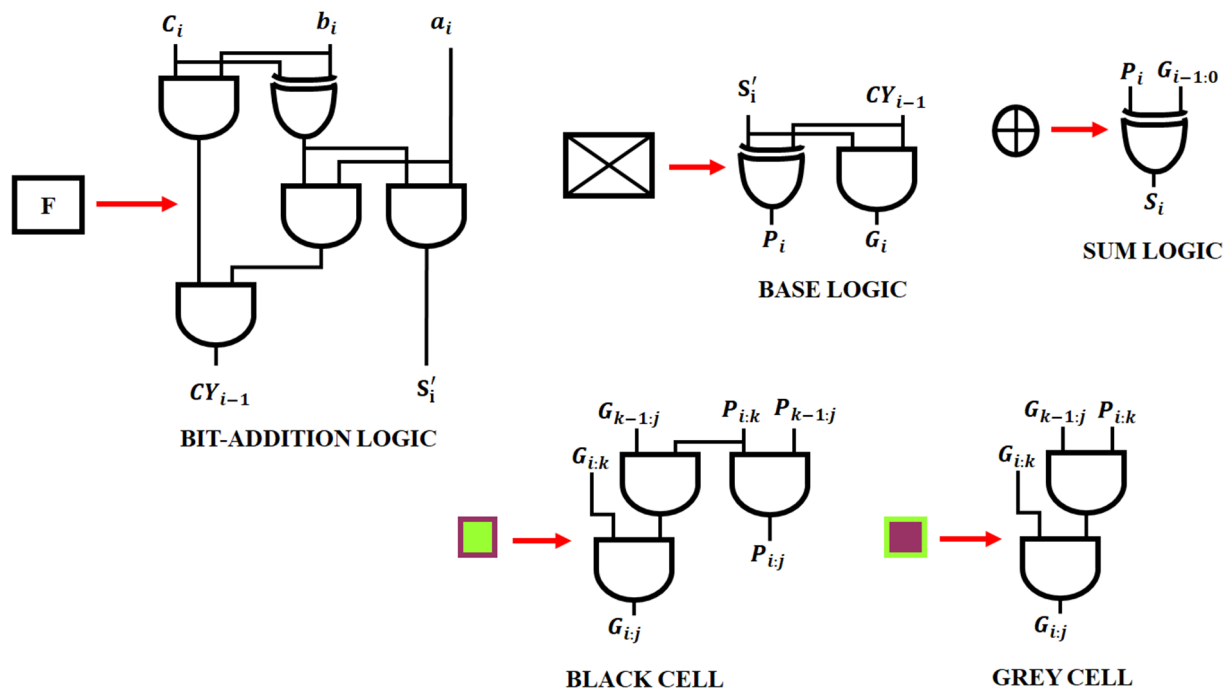 C_i b_i a_i
F
CY_{i−1} S′_i
BIT-ADDITION LOGIC
S′_i CY_{i−1}
P_i G_i
BASE LOGIC
P_i G_{i−1:0}
S_i
SUM LOGIC
G_{k−1:j} P_{i:k} P_{k−1:j}
G_{i:k}
P_{i:j}
G_{i:j}
BLACK CELL
G_{k−1:j} P_{i:k}
G_{i:k}
G_{i:j}
GREY CELL